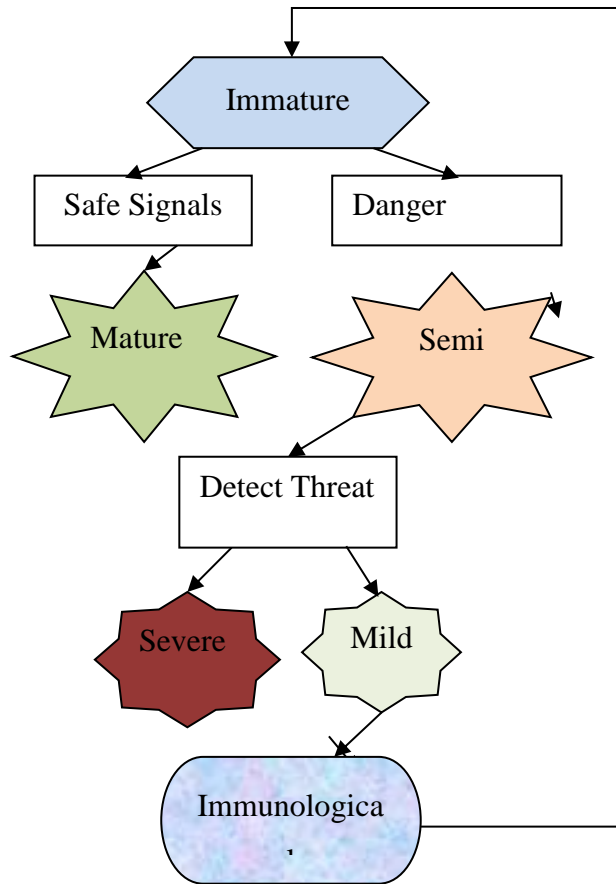 Immature
Safe Signals
Danger
Mature
Semi
Detect Threat
Severe
Mild
Immunologica